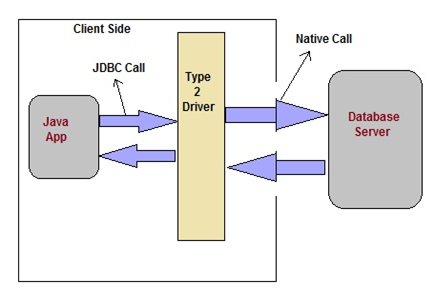 Client Side
Native Call
JDBC Call
Type
2
Driver
Java
App
Database
Server